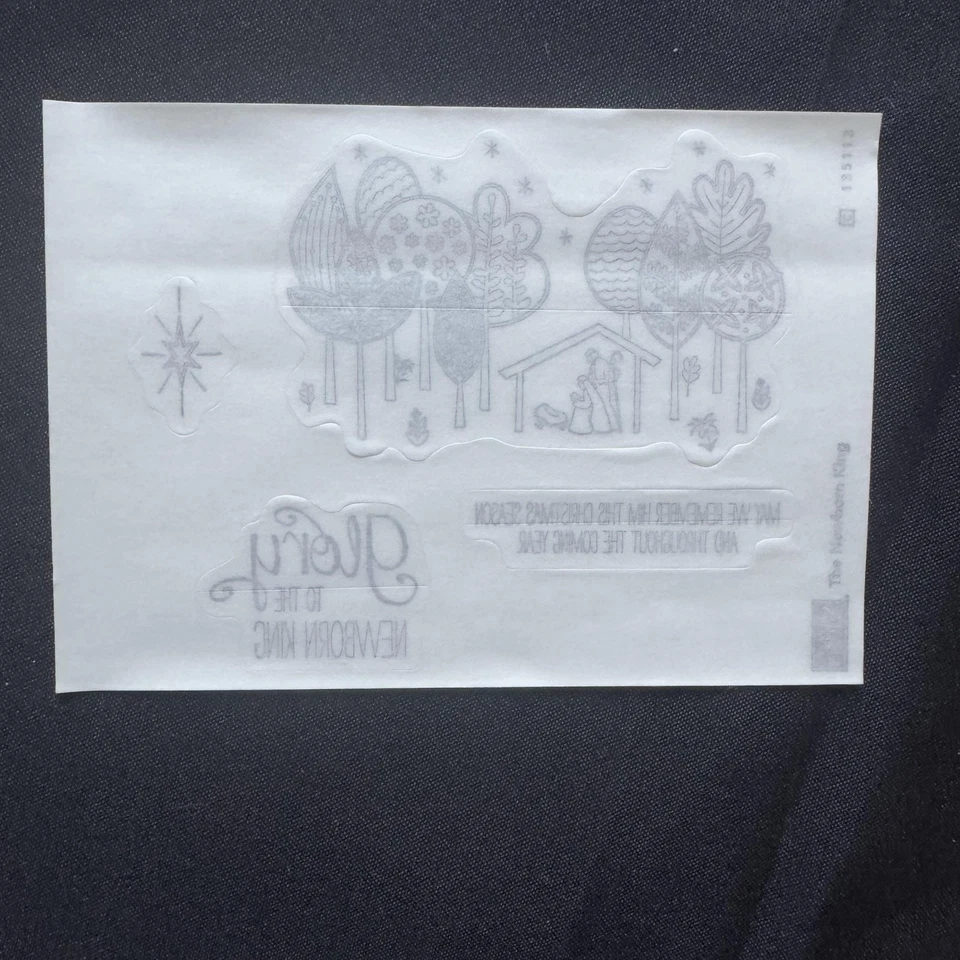 glory
TO THE
NEWBORN KING
MAY WE REMEMBER HIM THIS CHRISTMAS SEASON
AND THROUGHOUT THE COMING YEAR
The Newborn King